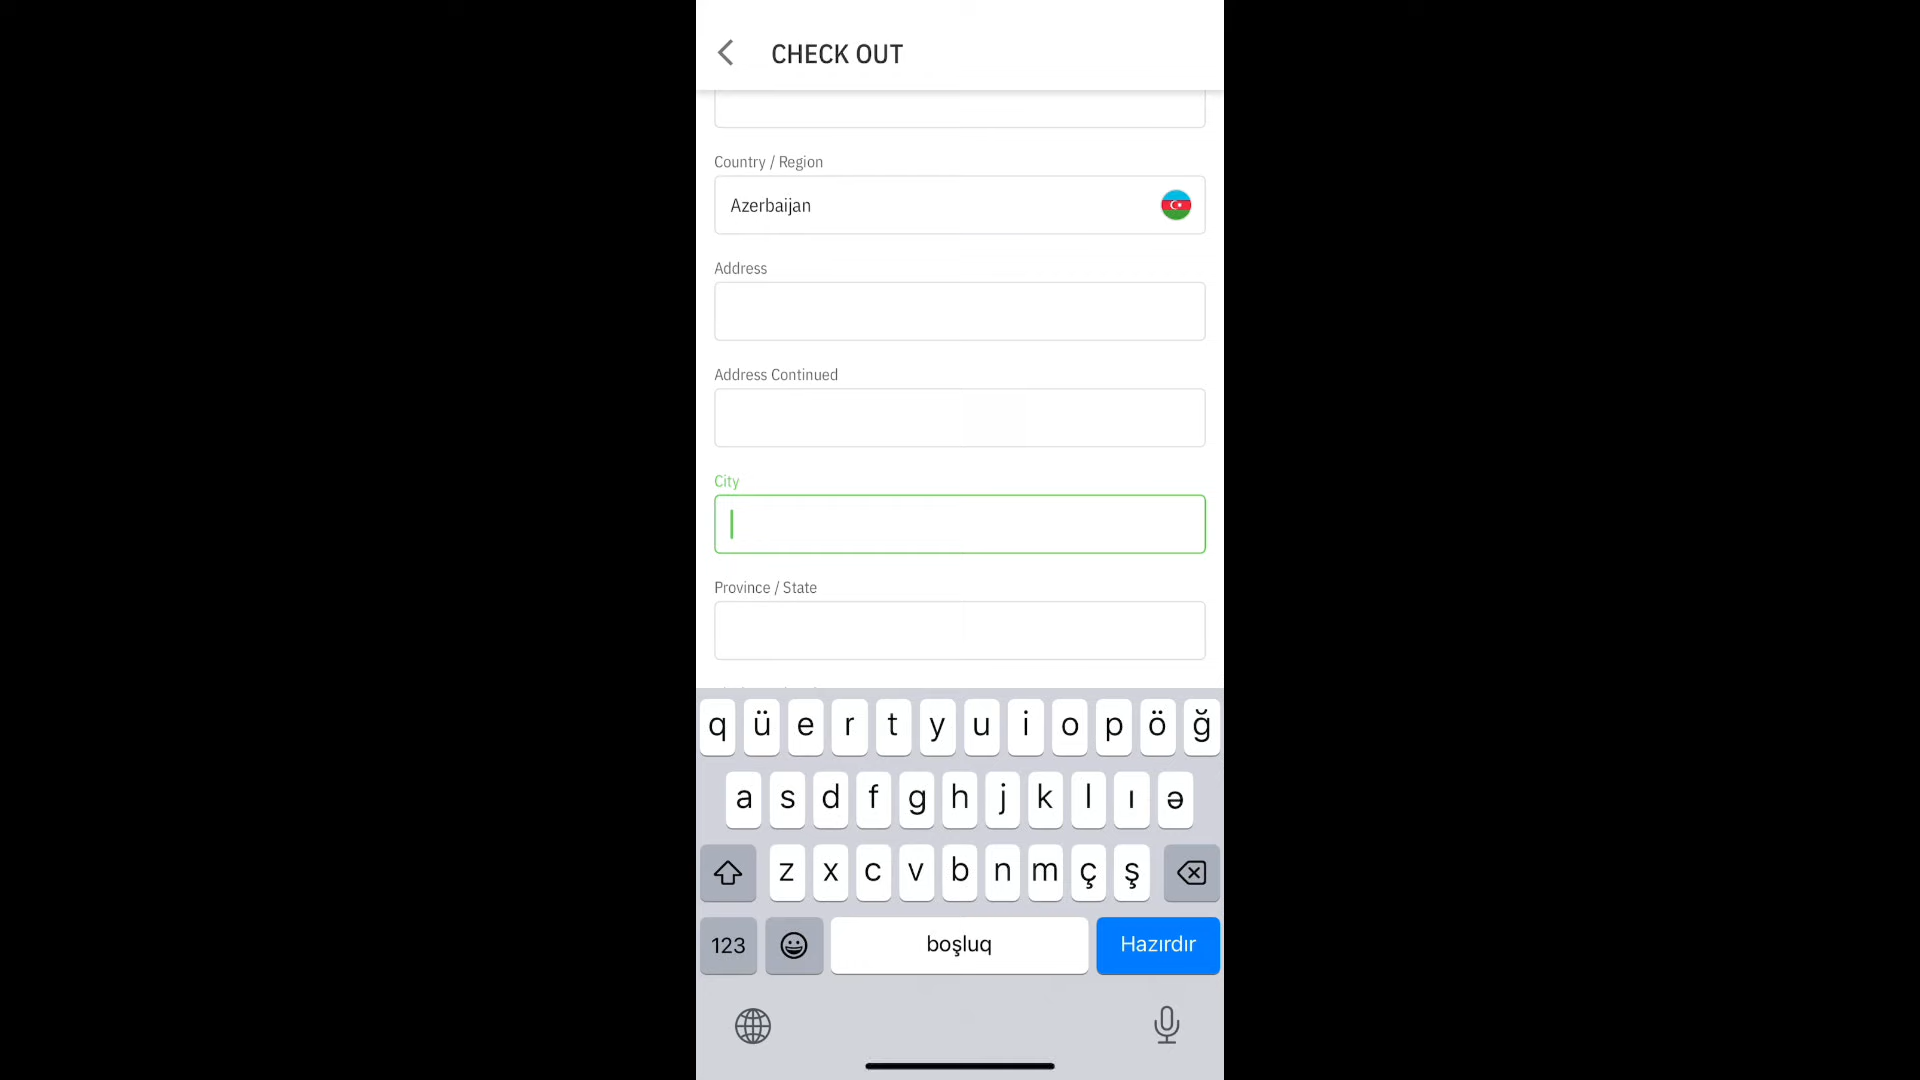 CHECK OUT
Country / Region
Azerbaijan
Address
Address Continued
City
Province / State
q ü e r t y u i o p ö ğ
a s d f g h j k l ı ə
z x c v b n m ç ş
123 boşluq Hazırdır